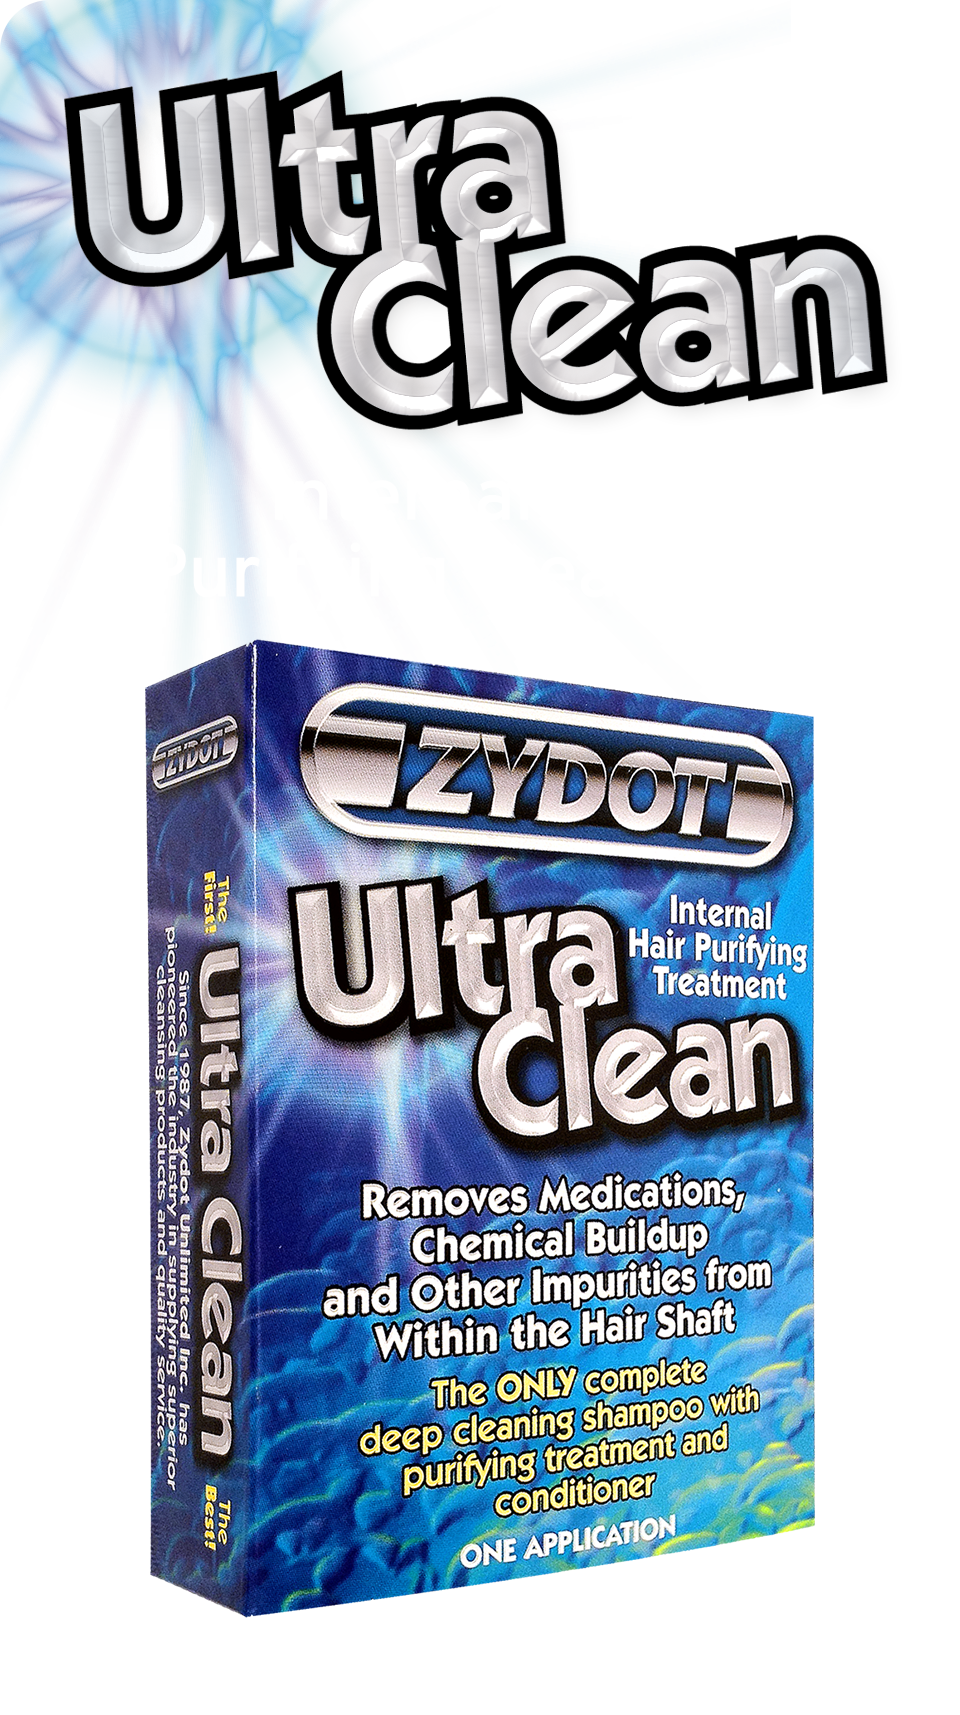 Ultra
Clean
ZYDOT
Ultra
Clean
Internal
Hair Purifying
Treatment
Removes Medications,
Chemical Buildup
and Other Impurities from
Within the Hair Shaft
The ONLY complete
deep cleaning shampoo with
purifying treatment and
conditioner
ONE APPLICATION
ZYDOT
The
First!
Ultra Clean
The
Best!
Since 1987, Zydot Unlimited Inc. has
pioneered the industry in supplying superior
cleansing products and quality service.